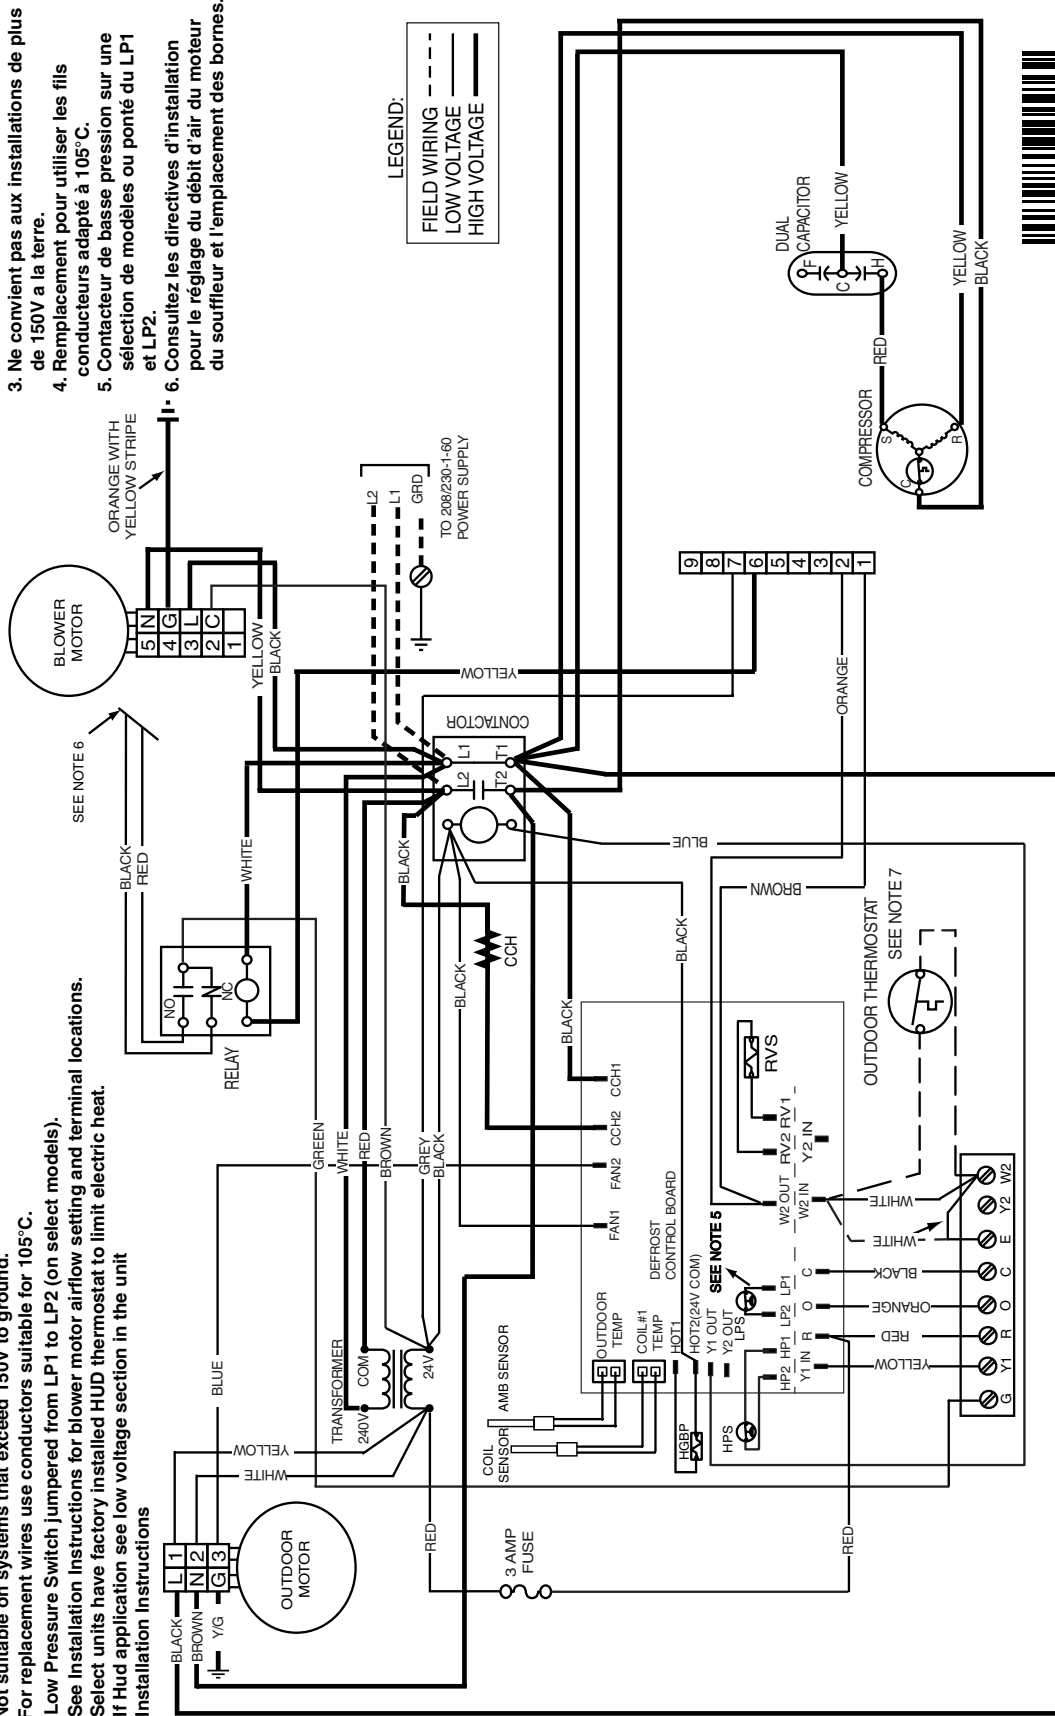 Not suitable on systems that exceed 150V to ground.
For replacement wires use conductors suitable for 105°C.
Low Pressure Switch jumpered from LP1 to LP2 (on select models).
See Installation Instructions for blower motor airflow setting and terminal locations.
Select units have factory installed HUD thermostat to limit electric heat.
If Hud application see low voltage section in the unit
Installation Instructions
3. Ne convient pas aux installations de plus
de 150V a la terre.
4. Remplacement pour utiliser les fils
conducteurs adapté à 105°C.
5. Contacteur de basse pression sur une
sélection de modèles ou ponté du LP1
et LP2.
6. Consultez les directives d'installation
pour le réglage du débit d'air du moteur
du souffleur et l'emplacement des bornes.
LEGEND:
FIELD WIRING
LOW VOLTAGE
HIGH VOLTAGE
BLOWER
MOTOR
5 N
4 G
3 L
2 C
1
ORANGE WITH
YELLOW STRIPE
SEE NOTE 6
BLACK
RED
WHITE
YELLOW
BLACK
RELAY
NO
NC
L2
L1
GRD
TO 208/230-1-60
POWER SUPPLY
GREEN
WHITE
RED
BROWN
GREY
BLACK
YELLOW
CONTACTOR
L1
L2
T1
T2
BLACK
BLACK
CCH
BLACK
BLACK
BLUE
BLUE
OUTDOOR
MOTOR
L 1
N 2
G 3
BLACK
BROWN
Y/G
YELLOW
WHITE
TRANSFORMER
240V
COM
24V
RED
3 AMP
FUSE
RED
COIL
SENSOR
AMB SENSOR
OUTDOOR
TEMP
COIL#1
TEMP
DEFROST
CONTROL BOARD
FAN1
FAN2
CCH2
CCH1
HOT1
HOT2(24V COM)
Y1 OUT
Y2 OUT
HGBP
HPS
LPS
SEE NOTE 5
HP2
HP1
LP2
LP1
W2 OUT
RV2
RV1
Y1 IN
R
O
C
W2 IN
Y2 IN
RVS
BROWN
ORANGE
OUTDOOR THERMOSTAT
SEE NOTE 7
YELLOW
RED
ORANGE
BLACK
WHITE
WHITE
G
Y1
R
O
C
E
Y2
W2
9
8
7
6
5
4
3
2
1
COMPRESSOR
S
R
C
RED
DUAL
CAPACITOR
F
C
H
YELLOW
YELLOW
BLACK